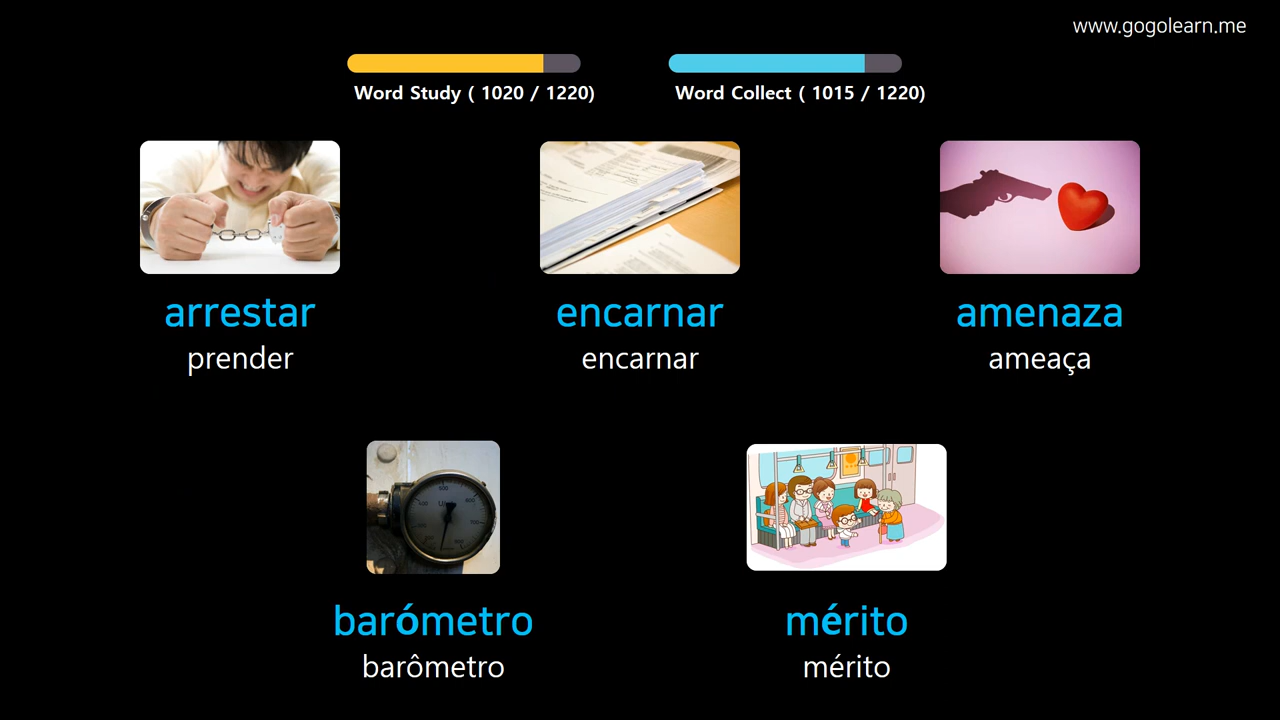 www.gogolearn.me
Word Study ( 1020 / 1220)
Word Collect ( 1015 / 1220)
arrestar
prender
encarnar
encarnar
amenaza
ameaça
barómetro
barômetro
mérito
mérito